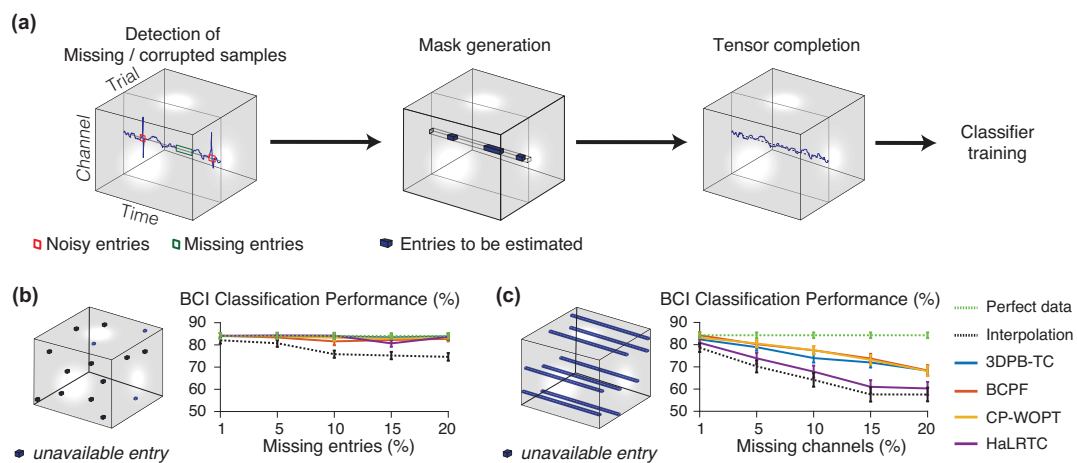 (a)
Detection of
Missing / corrupted samples
Mask generation
Tensor completion
Trial
Channel
Time
Classifier
training
Noisy entries
Missing entries
Entries to be estimated
(b)
BCI Classification Performance (%)
90
80
70
60
50
1
5
10
15
20
Missing entries (%)
unavailable entry
(c)
BCI Classification Performance (%)
90
80
70
60
50
1
5
10
15
20
Missing channels (%)
unavailable entry
Perfect data
Interpolation
3DPB-TC
BCPF
CP-WOPT
HaLRTC